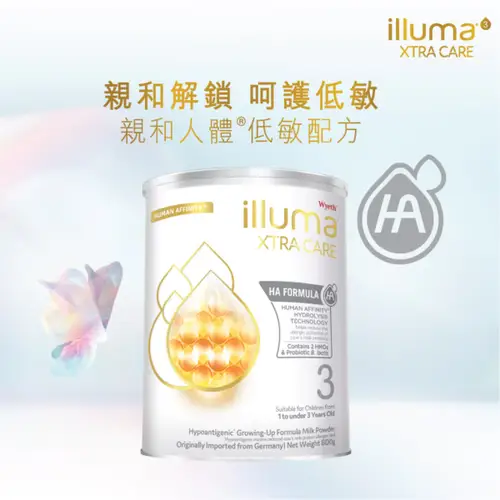 illuma 3
XTRA CARE
親和解鎖 呵護低敏
親和人體®低敏配方
HA
HUMAN AFFINITY
Wyeth
illuma
XTRA CARE
HA FORMULA
HA
HUMAN AFFINITY
HYDROLYSIS
TECHNOLOGY
Contains 2 HMOs
& Probiotic B. lactis
3
Suitable for Children From
1 to under 3 Years Old
Hypoantigenic Growing-Up Formula Milk Powder
Originally Imported from Germany | Net Weight 800g